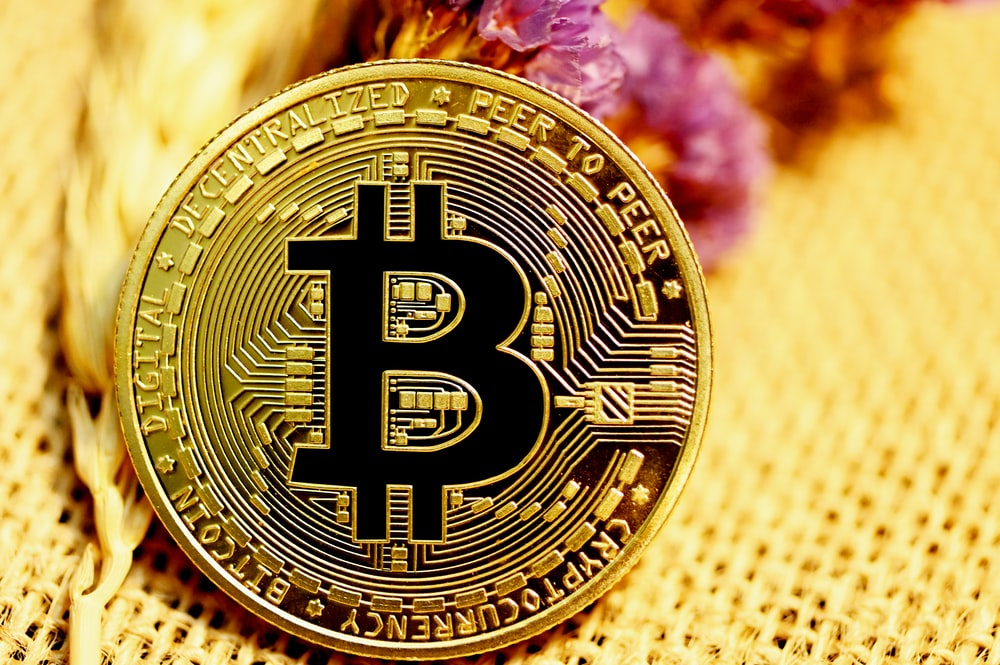 DIGITAL ✶ DECENTRALIZED ✶ PEER TO PEER ✶
CRYPTOCURRENCY ✶ BITCOIN ✶
B